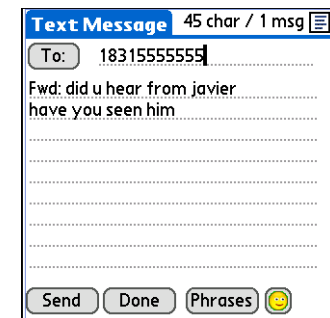 Text Message 45 char / 1 msg
To: 18315555555
Fwd: did u hear from javier
have you seen him
Send Done Phrases